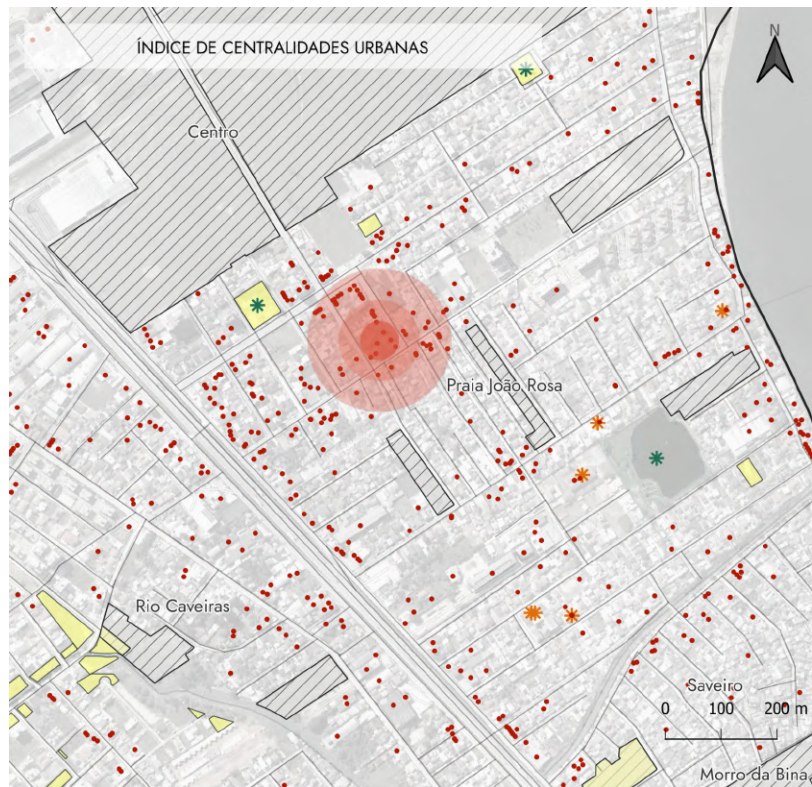 ÍNDICE DE CENTRALIDADES URBANAS
N
Centro
Praia João Rosa
Rio Caveiras
Saveiro
0 100 200 m
Morro da Bina